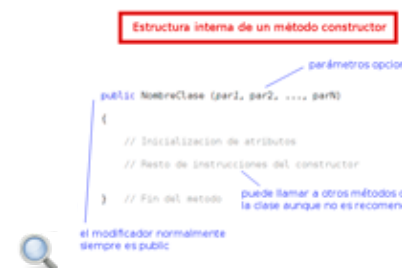 Estructura interna de un método constructor
parámetros opcion
public NombreClase (par1, par2, ..., parN)
{
// Inicializacion de atributos
// Resto de instrucciones del constructor
} // Fin del metodo
puede llamar a otros métodos d
la clase aunque no es recomend
el modificador normalmente
siempre es public